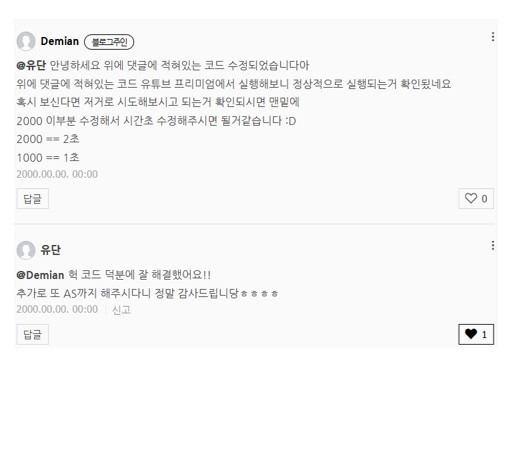 Demian 블로그주인
@유단 안녕하세요 위에 댓글에 적혀있는 코드 수정되었습니다아
위에 댓글에 적혀있는 코드 유튜브 프리미엄에서 실행해보니 정상적으로 실행되는거 확인됬네요
혹시 보신다면 저거로 시도해보시고 되는거 확인되시면 맨밑에
2000 이부분 수정해서 시간초 수정해주시면 될거같습니다 :D
2000 == 2초
1000 == 1초
2000.00.00. 00:00
답글 0
유단
@Demian 헉 코드 덕분에 잘 해결했어요!!
추가로 또 AS까지 해주시다니 정말 감사드립니당ㅎㅎㅎㅎ
2000.00.00. 00:00 신고
답글 1